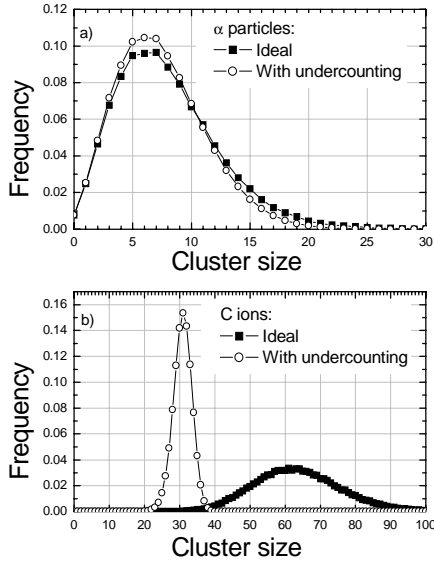 0.12
a)
α particles:
0.10
Ideal
0.08
With undercounting
0.06
Frequency
0.04
0.02
0.00
0 5 10 15 20 25 30
Cluster size
0.16
b)
C ions:
0.14
Ideal
0.12
With undercounting
0.10
0.08
Frequency
0.06
0.04
0.02
0.00
0 10 20 30 40 50 60 70 80 90 100
Cluster size